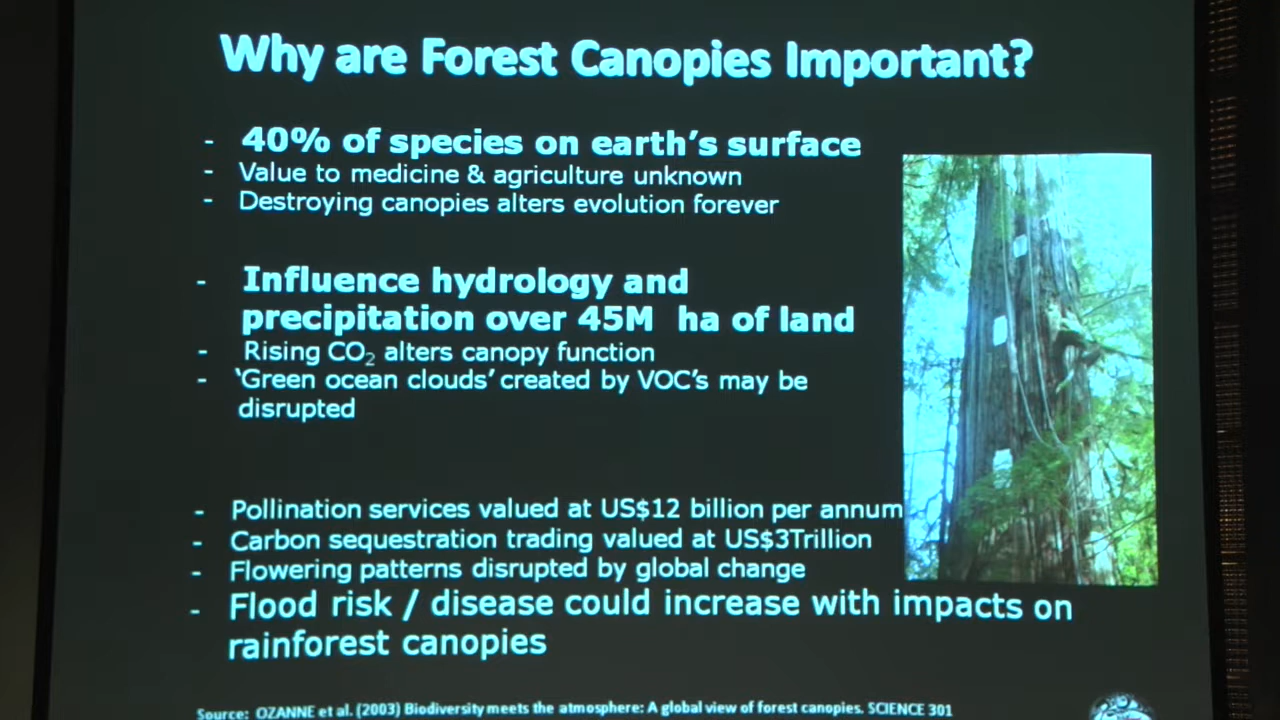 Why are Forest Canopies Important?
- 40% of species on earth's surface
- Value to medicine & agriculture unknown
- Destroying canopies alters evolution forever
- Influence hydrology and
precipitation over 45M ha of land
- Rising CO₂ alters canopy function
- 'Green ocean clouds' created by VOC's may be
disrupted
- Pollination services valued at US$12 billion per annum
- Carbon sequestration trading valued at US$3Trillion
- Flowering patterns disrupted by global change
- Flood risk / disease could increase with impacts on
rainforest canopies
Source: OZANNE et al. (2003) Biodiversity meets the atmosphere: A global view of forest canopies. SCIENCE 301